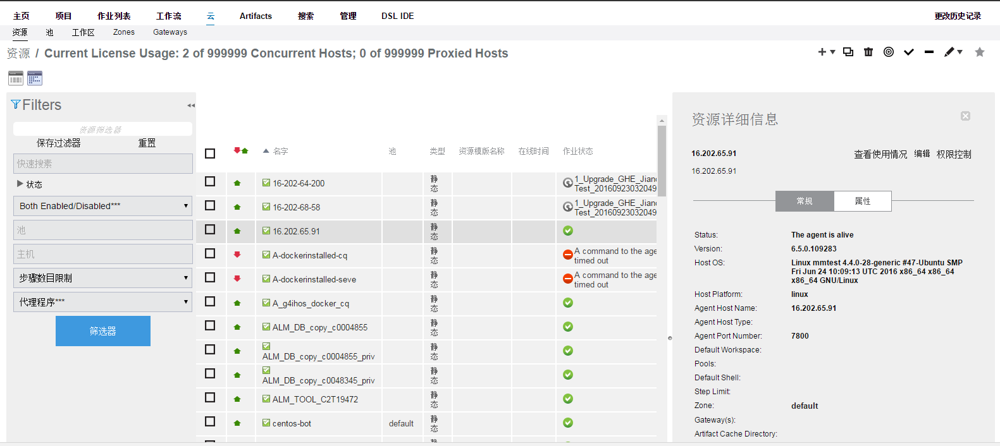 主页 项目 作业列表 工作流 云 Artifacts 搜索 管理 DSL IDE 更改历史记录
资源 池 工作区 Zones Gateways
资源 / Current License Usage: 2 of 999999 Concurrent Hosts; 0 of 999999 Proxied Hosts
Filters
资源筛选器
保存过滤器 重置
快速搜索
状态
Both Enabled/Disabled***
池
主机
步骤数目限制
代理程序***
筛选器
名字 池 类型 资源模版名称 在线时间 作业状态
16-202-64-200 静态 1_Upgrade_GHE_Jian
Test_20160923032049
16-202-68-58 静态 1_Upgrade_GHE_Jian
Test_20160923032049
16.202.65.91 静态
A-dockerinstalled-cq 静态 A command to the age
timed out
A-dockerinstalled-seve 静态 A command to the age
timed out
A_g4ihos_docker_cq 静态
ALM_DB_copy_c0004855 静态
ALM_DB_copy_c0004855_priv 静态
ALM_DB_copy_c0048345_priv 静态
ALM_TOOL_C2T19472 静态
centos-bot default 静态
资源详细信息
16.202.65.91 查看使用情况 编辑 权限控制
16.202.65.91
常规 属性
Status: The agent is alive
Version: 6.5.0.109283
Host OS: Linux mmtest 4.4.0-28-generic #47-Ubuntu SMP
Fri Jun 24 10:09:13 UTC 2016 x86_64 x86_64
x86_64 GNU/Linux
Host Platform: linux
Agent Host Name: 16.202.65.91
Agent Host Type:
Agent Port Number: 7800
Default Workspace:
Pools:
Default Shell:
Step Limit:
Zone: default
Gateway(s):
Artifact Cache Directory: